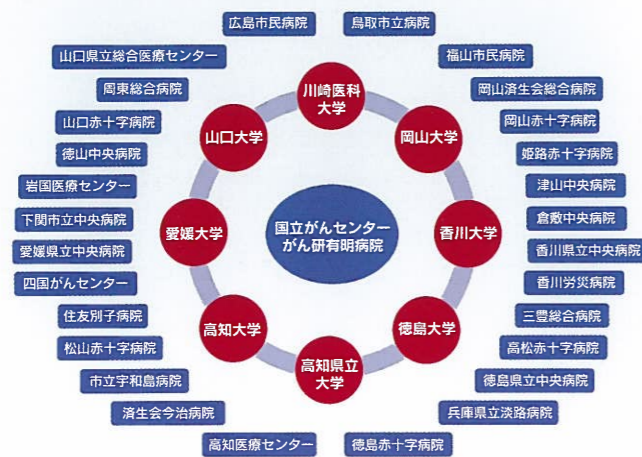 広島市民病院
鳥取市立病院
山口県立総合医療センター
福山市民病院
周東総合病院
岡山済生会総合病院
山口赤十字病院
岡山赤十字病院
徳山中央病院
姫路赤十字病院
岩国医療センター
津山中央病院
下関市立中央病院
倉敷中央病院
愛媛県立中央病院
香川県立中央病院
四国がんセンター
香川労災病院
住友別子病院
三豊総合病院
松山赤十字病院
高松赤十字病院
市立宇和島病院
徳島県立中央病院
済生会今治病院
兵庫県立淡路病院
高知医療センター
徳島赤十字病院
川崎医科
大学
山口大学
岡山大学
愛媛大学
国立がんセンター
がん研有明病院
香川大学
高知大学
徳島大学
高知県立
大学